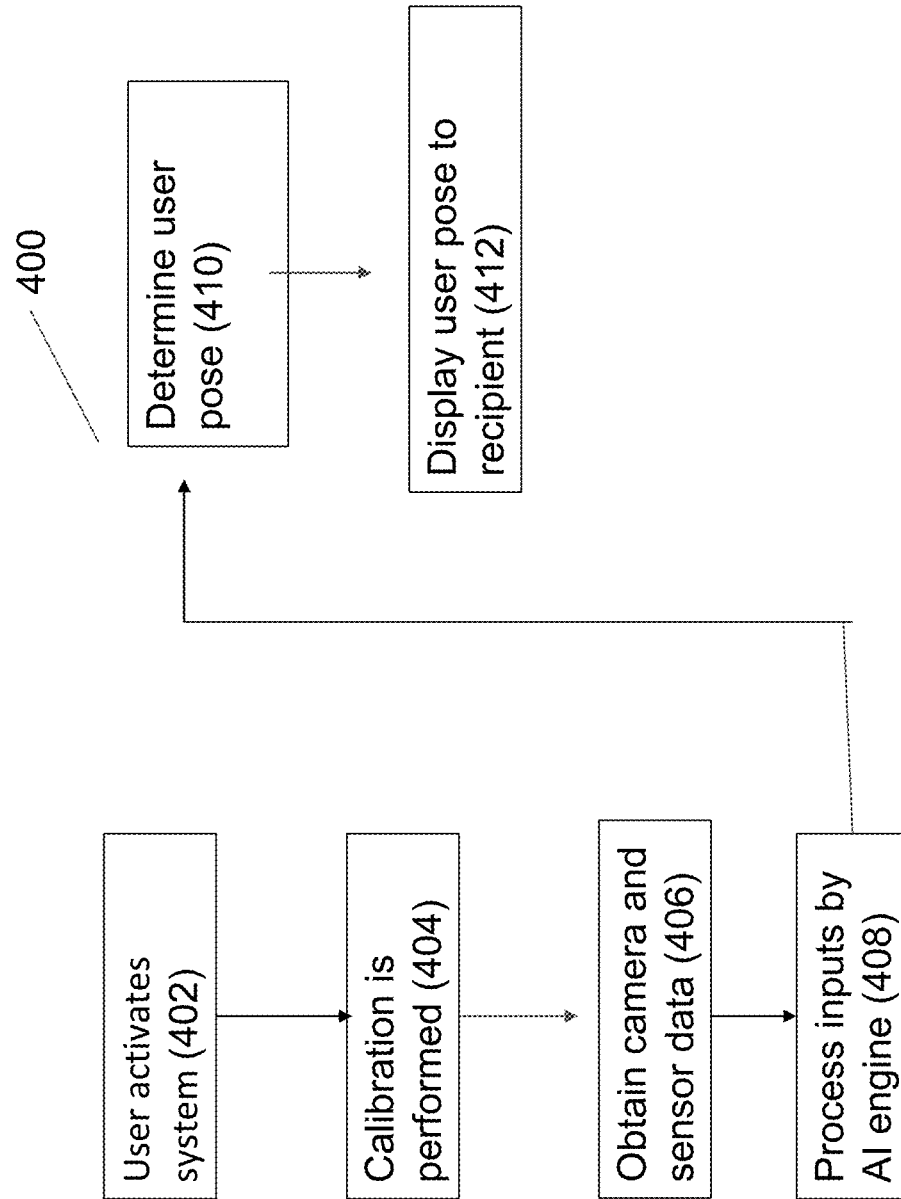 400
User activates
system (402)
Calibration is
performed (404)
Obtain camera and
sensor data (406)
Process inputs by
AI engine (408)
Determine user
pose (410)
Display user pose to
recipient (412)